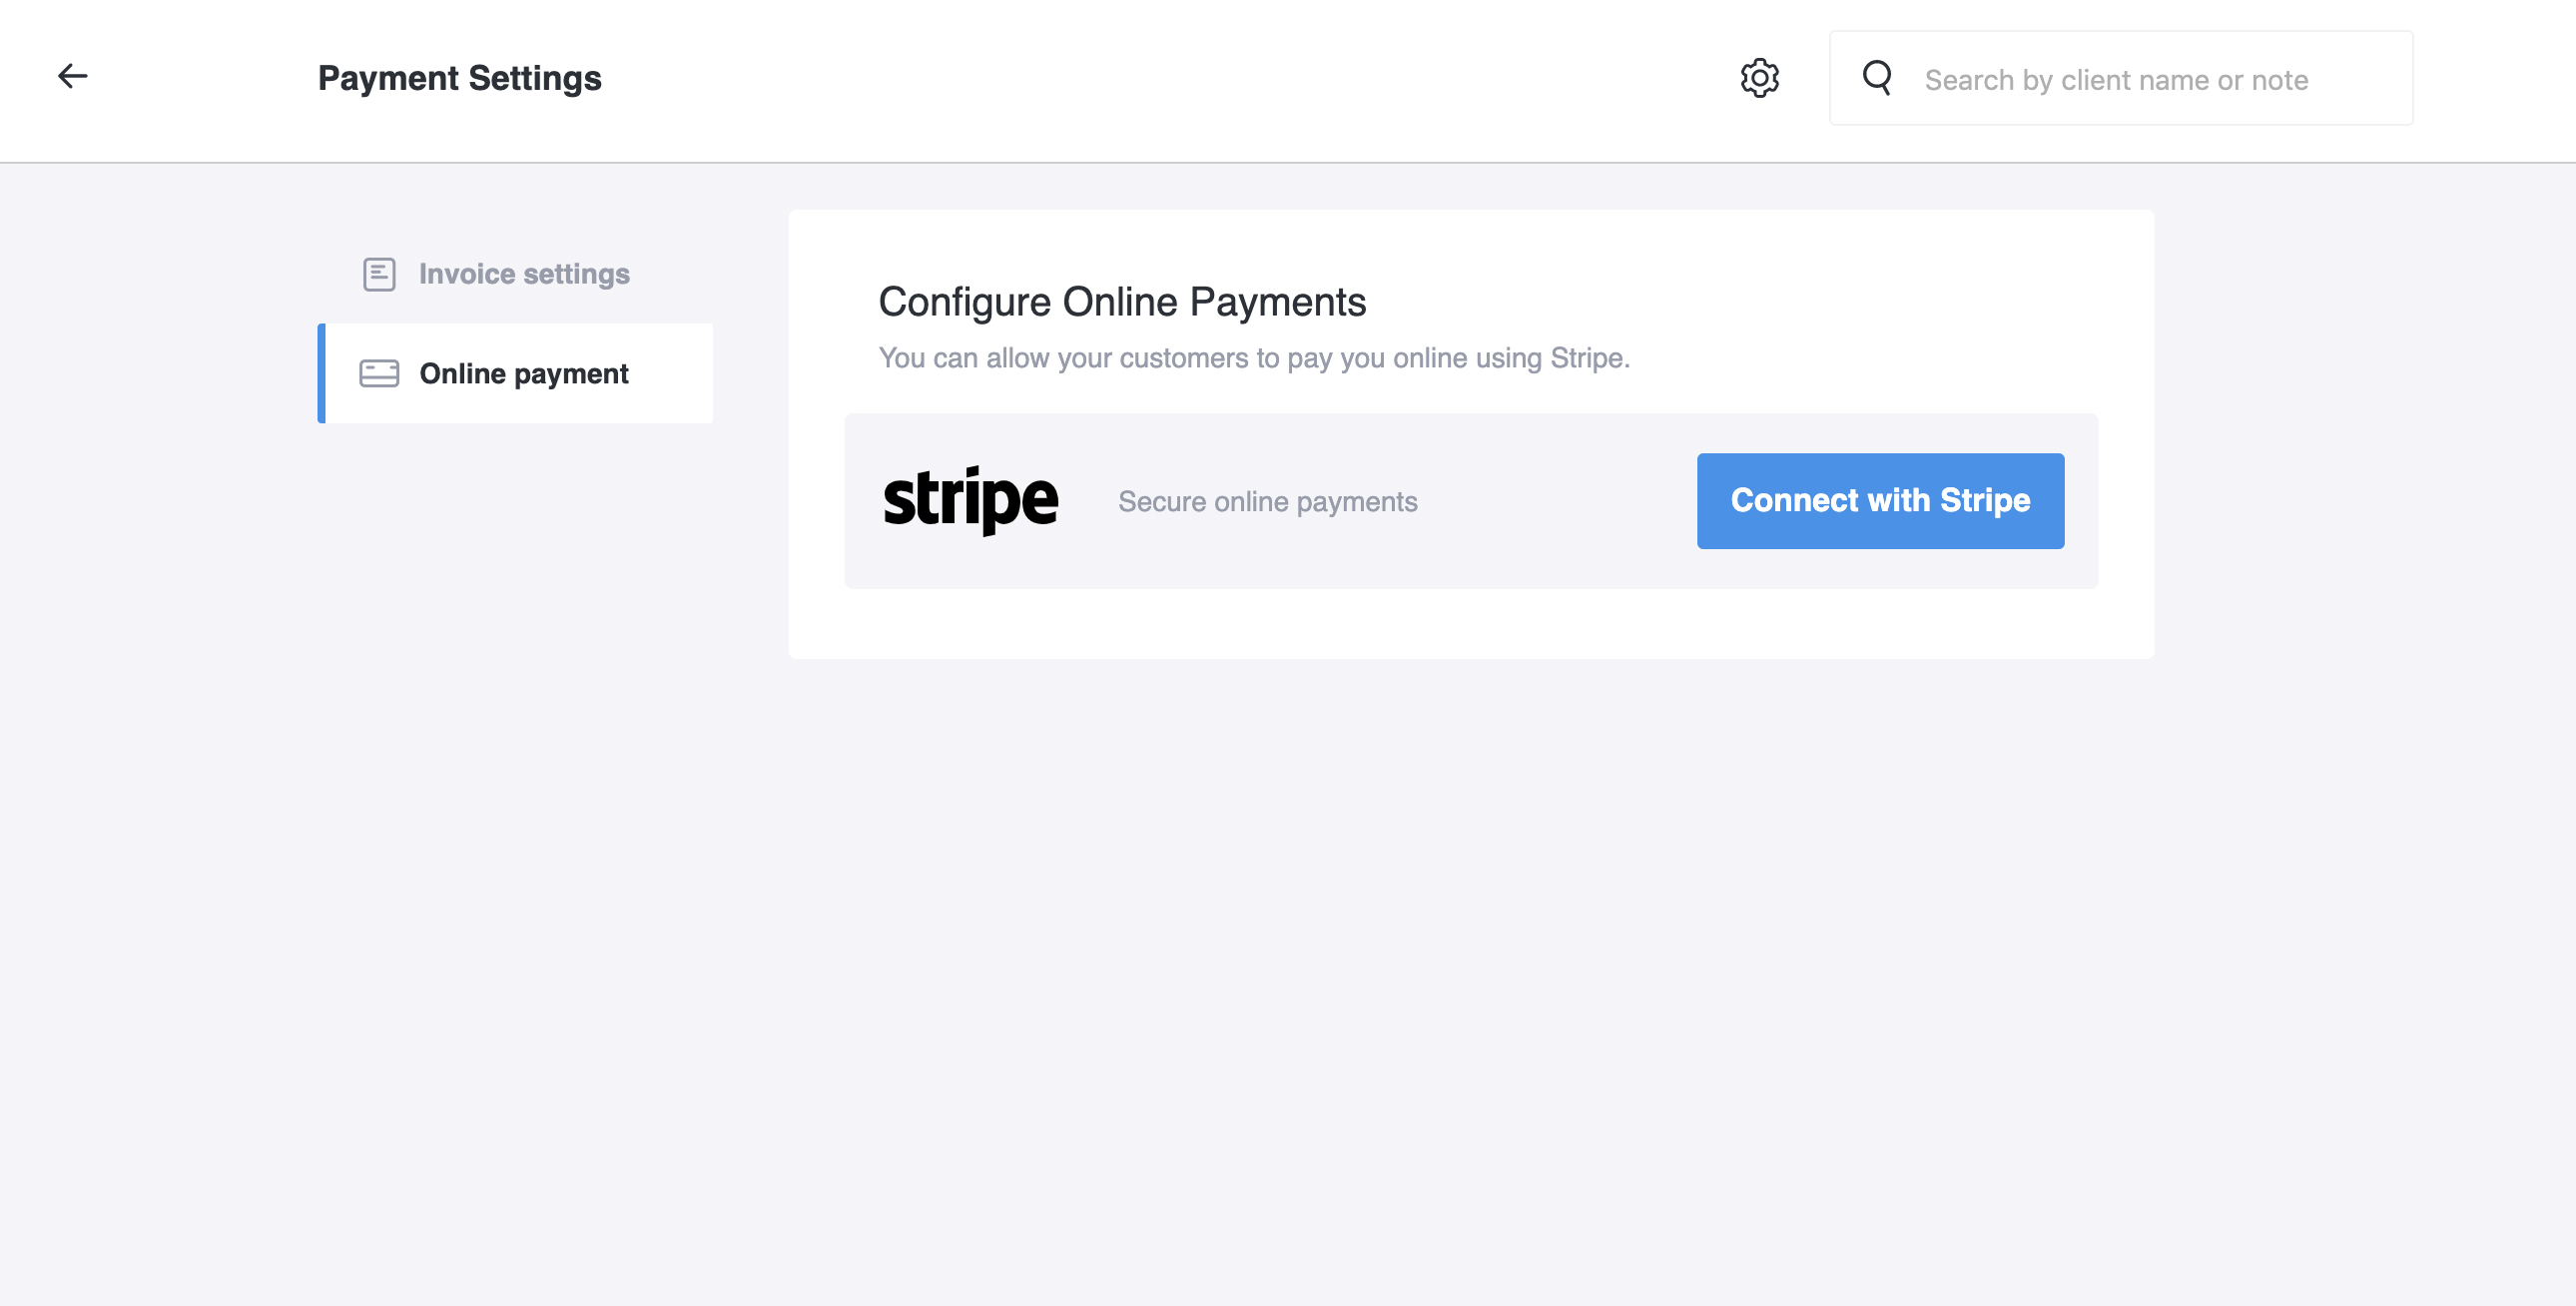 Payment Settings
Search by client name or note
Invoice settings
Online payment
Configure Online Payments
You can allow your customers to pay you online using Stripe.
stripe
Secure online payments
Connect with Stripe